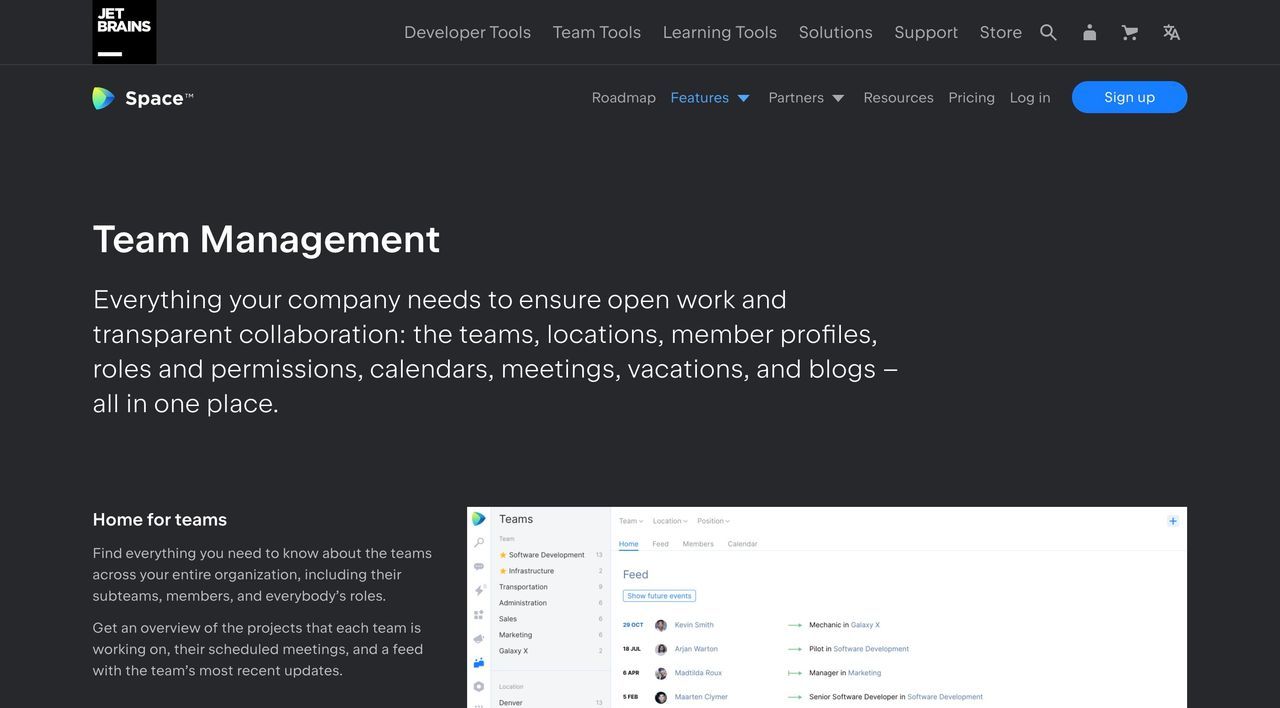 JET
BRAINS
Developer Tools Team Tools Learning Tools Solutions Support Store
Space™
Roadmap Features Partners Resources Pricing Log in Sign up
Team Management
Everything your company needs to ensure open work and
transparent collaboration: the teams, locations, member profiles,
roles and permissions, calendars, meetings, vacations, and blogs –
all in one place.
Home for teams
Find everything you need to know about the teams
across your entire organization, including their
subteams, members, and everybody's roles.
Get an overview of the projects that each team is
working on, their scheduled meetings, and a feed
with the team's most recent updates.
Teams
Team
Software Development 13
Infrastructure 2
Transportation 9
Administration 6
Sales 6
Marketing 6
Galaxy X 2
Location
Denver 13
Team Location Position
Home Feed Members Calendar
Feed
Show future events
29 OCT Kevin Smith Mechanic in Galaxy X
18 JUL Arjan Warton Pilot in Software Development
6 APR Madtilda Roux Manager in Marketing
5 FEB Maarten Clymer Senior Software Developer in Software Development